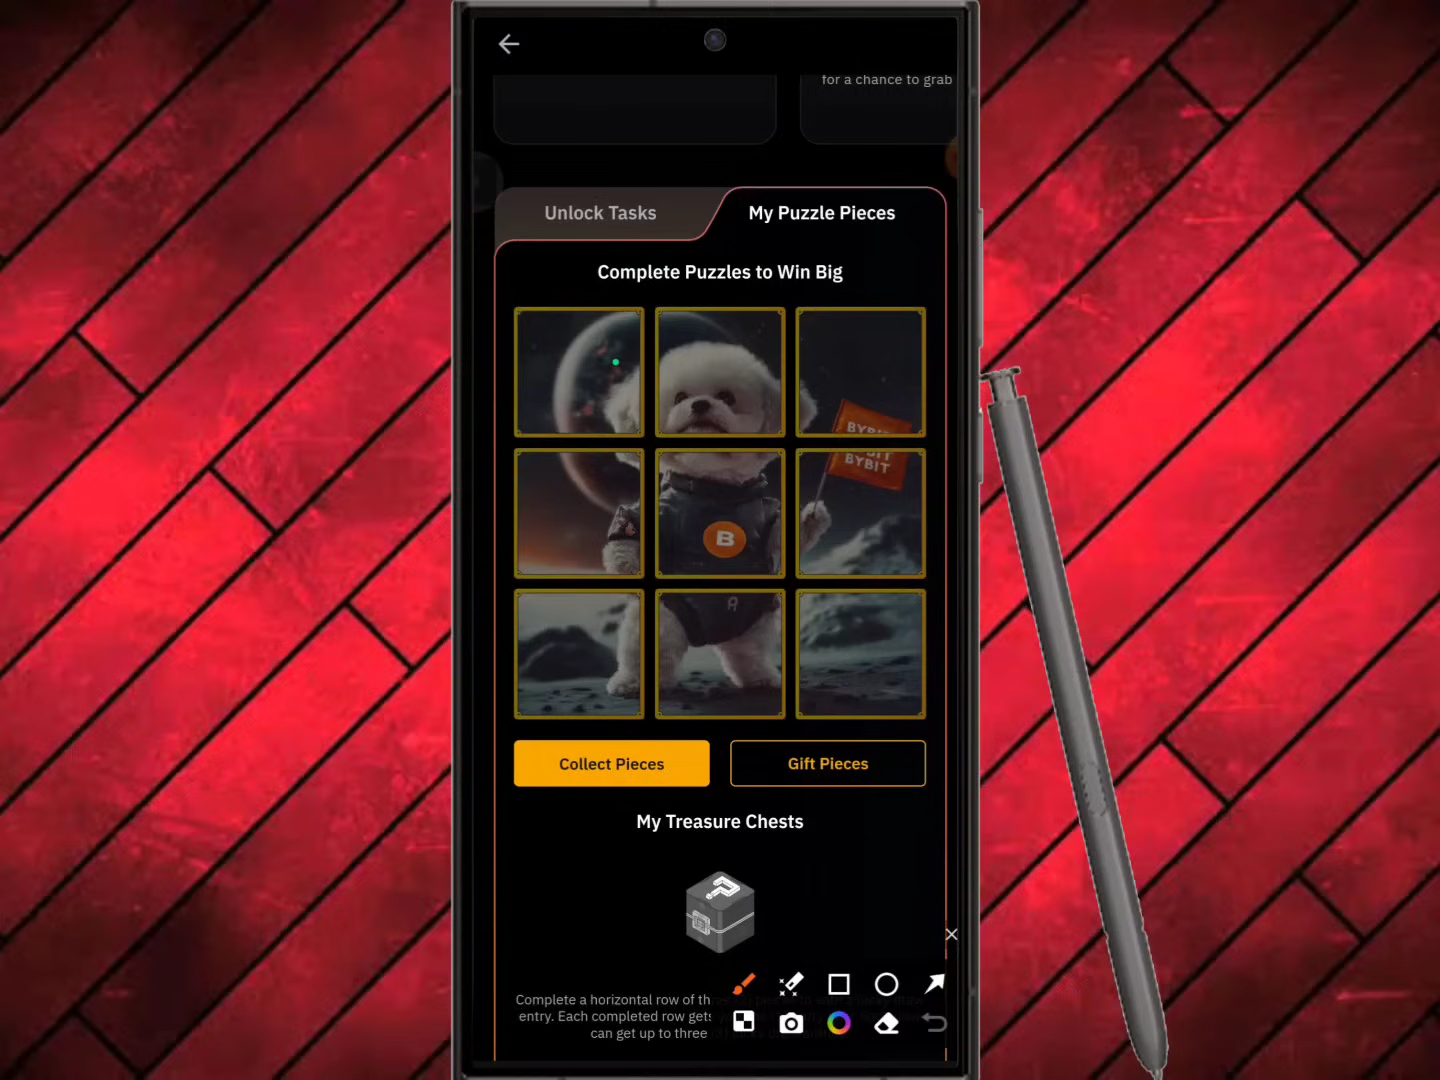 for a chance to grab
Unlock Tasks
My Puzzle Pieces
Complete Puzzles to Win Big
BYBIT
BYBIT
B
Collect Pieces
Gift Pieces
My Treasure Chests
Complete a horizontal row of
entry. Each completed row gets
can get up to three